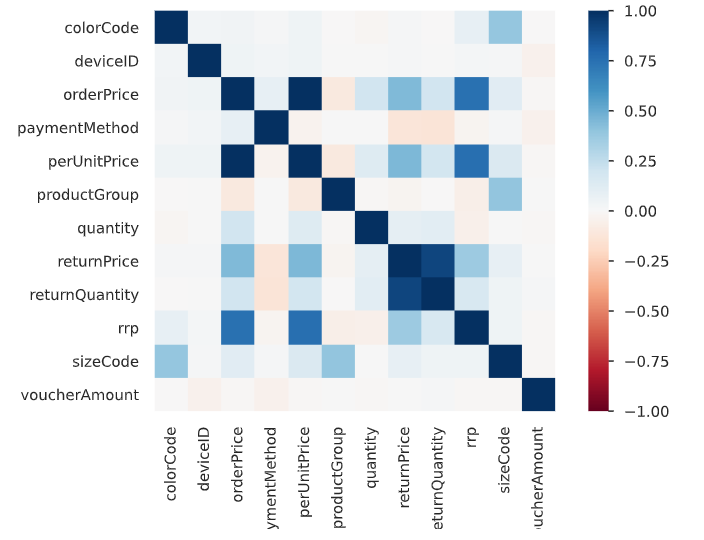 colorCode
deviceID
orderPrice
paymentMethod
perUnitPrice
productGroup
quantity
returnPrice
returnQuantity
rrp
sizeCode
voucherAmount
1.00
0.75
0.50
0.25
0.00
−0.25
−0.50
−0.75
−1.00
colorCode
deviceID
orderPrice
ymentMethod
perUnitPrice
productGroup
quantity
returnPrice
eturnQuantity
rrp
sizeCode
oucherAmount